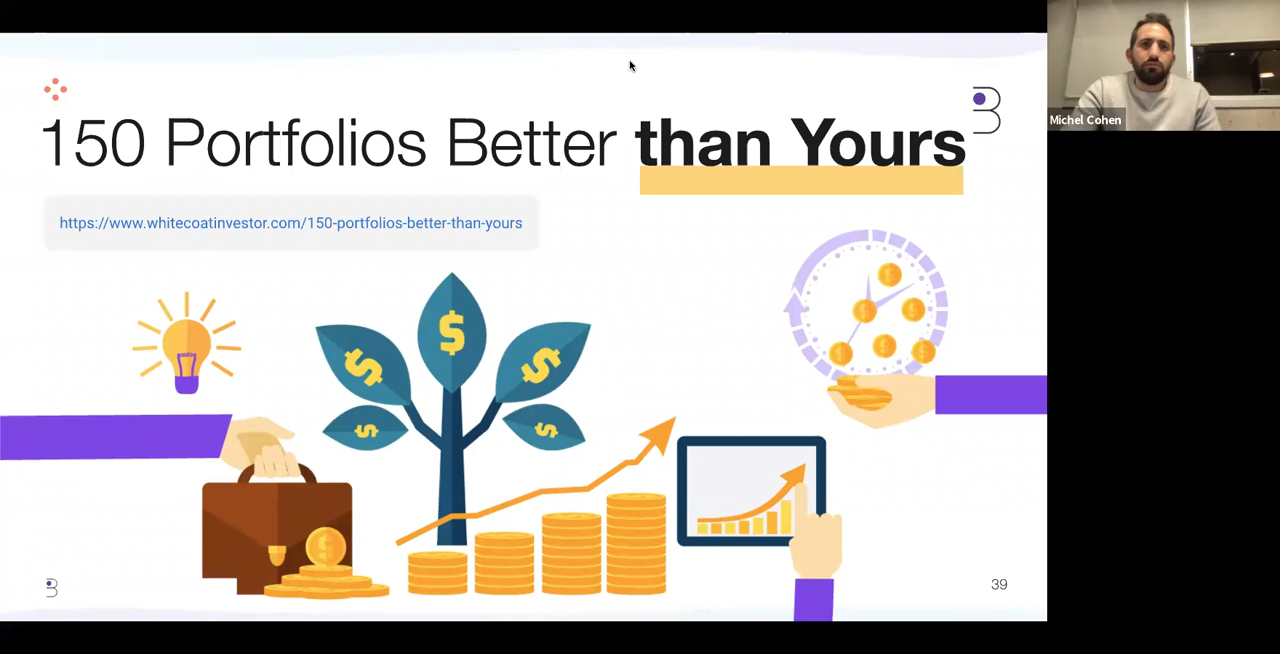 150 Portfolios Better than Yours
https://www.whitecoatinvestor.com/150-portfolios-better-than-yours
$
$
$
$
$
$
39
Michel Cohen